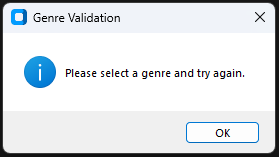 Genre Validation
Please select a genre and try again.
OK